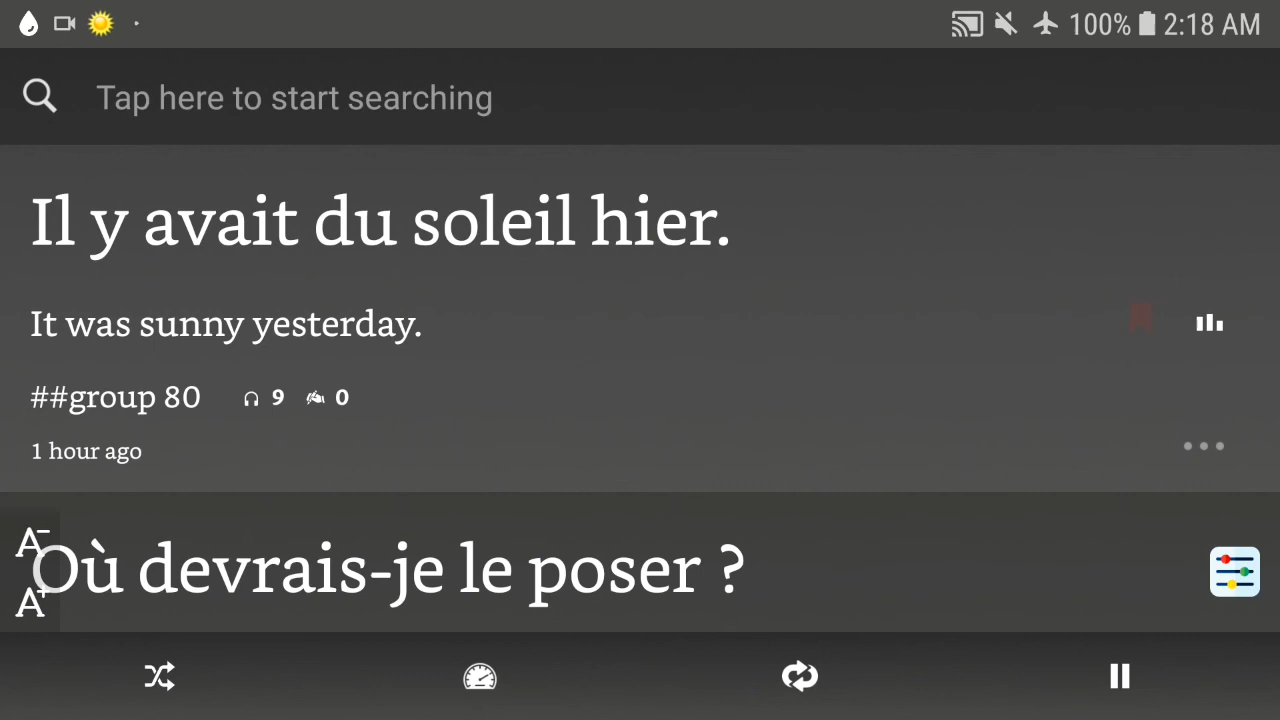 100% 2:18 AM
Tap here to start searching
Il y avait du soleil hier.
It was sunny yesterday.
##group 80 9 0
1 hour ago
A-
Où devrais-je le poser ?
A+